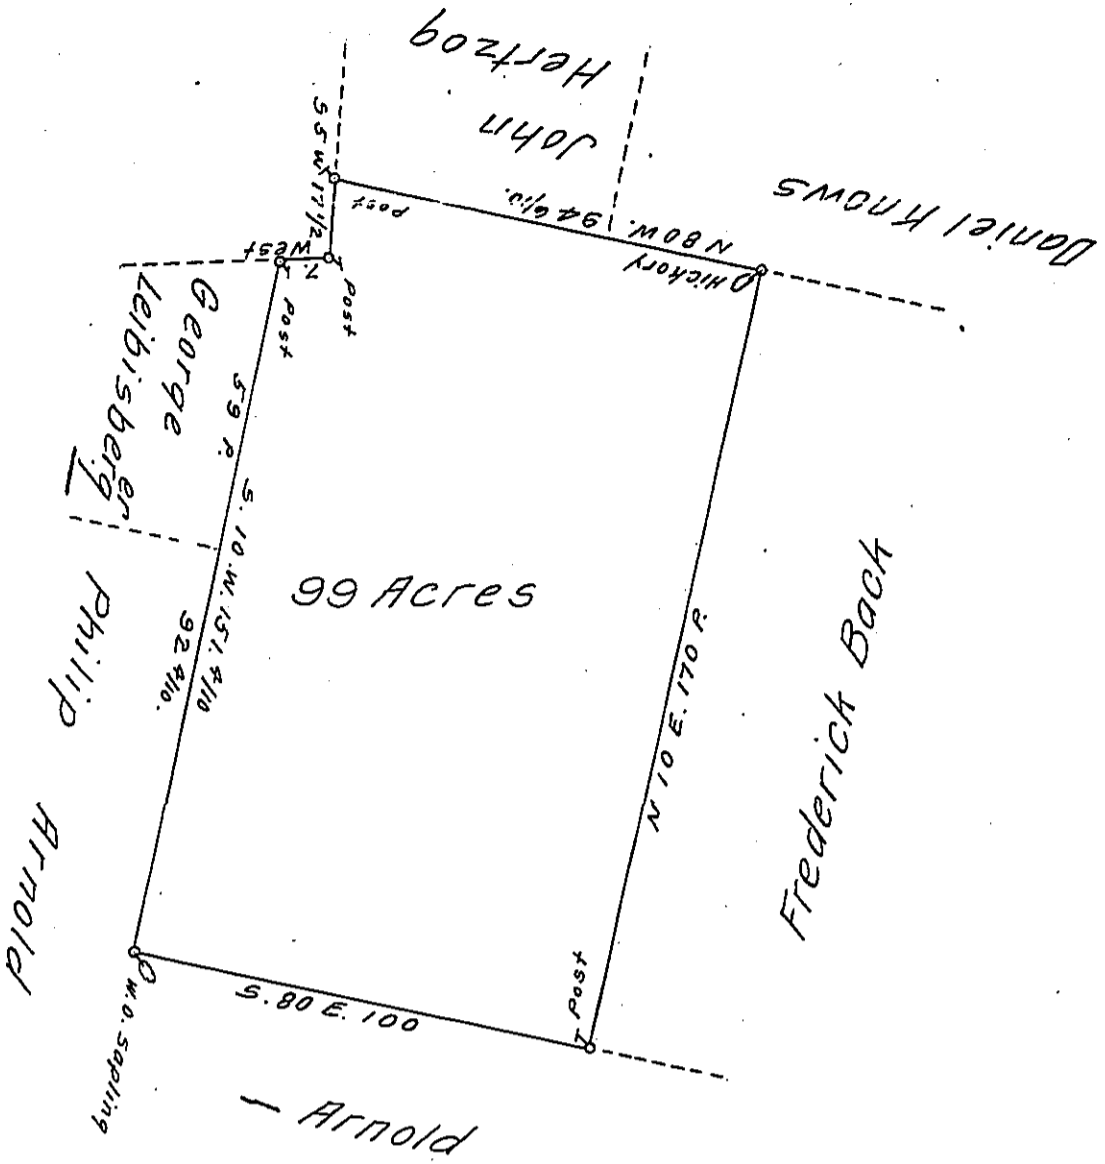 John
Hertzog
Daniel Knows
S 5 W 17 1/2
Post
N 80 W. 94 6/10.
Hickory
7. West
Post
Post
George
Leibisberger
59 P.
S. 10. W. 151. 4/10
92 4/10.
99 Acres
N 10 E. 170 P.
Frederick Back
Philip Arnold
Post
S. 80 E. 100
W. O. Sapling
— Arnold